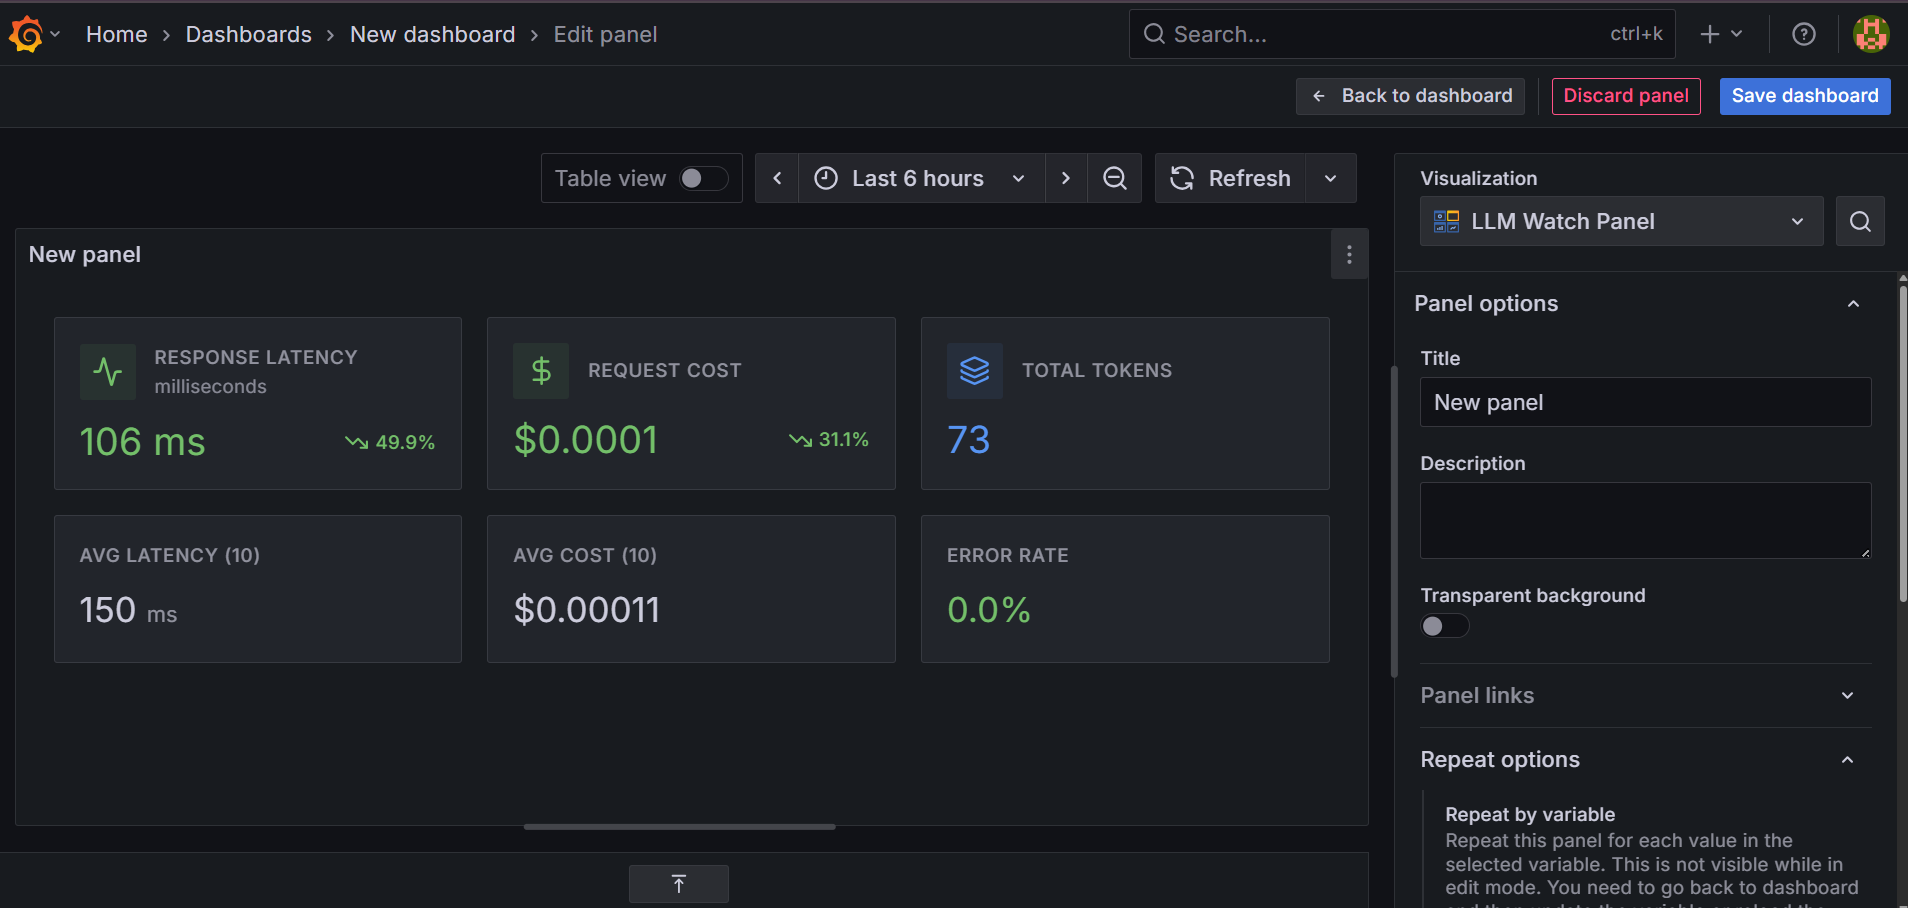 Home
Dashboards
New dashboard
Edit panel
Search...
ctrl+k
Back to dashboard
Discard panel
Save dashboard
Table view
Last 6 hours
Refresh
New panel
RESPONSE LATENCY
milliseconds
106 ms
49.9%
REQUEST COST
$0.0001
31.1%
TOTAL TOKENS
73
AVG LATENCY (10)
150 ms
AVG COST (10)
$0.00011
ERROR RATE
0.0%
Visualization
LLM Watch Panel
Panel options
Title
New panel
Description
Transparent background
Panel links
Repeat options
Repeat by variable
Repeat this panel for each value in the
selected variable. This is not visible while in
edit mode. You need to go back to dashboard